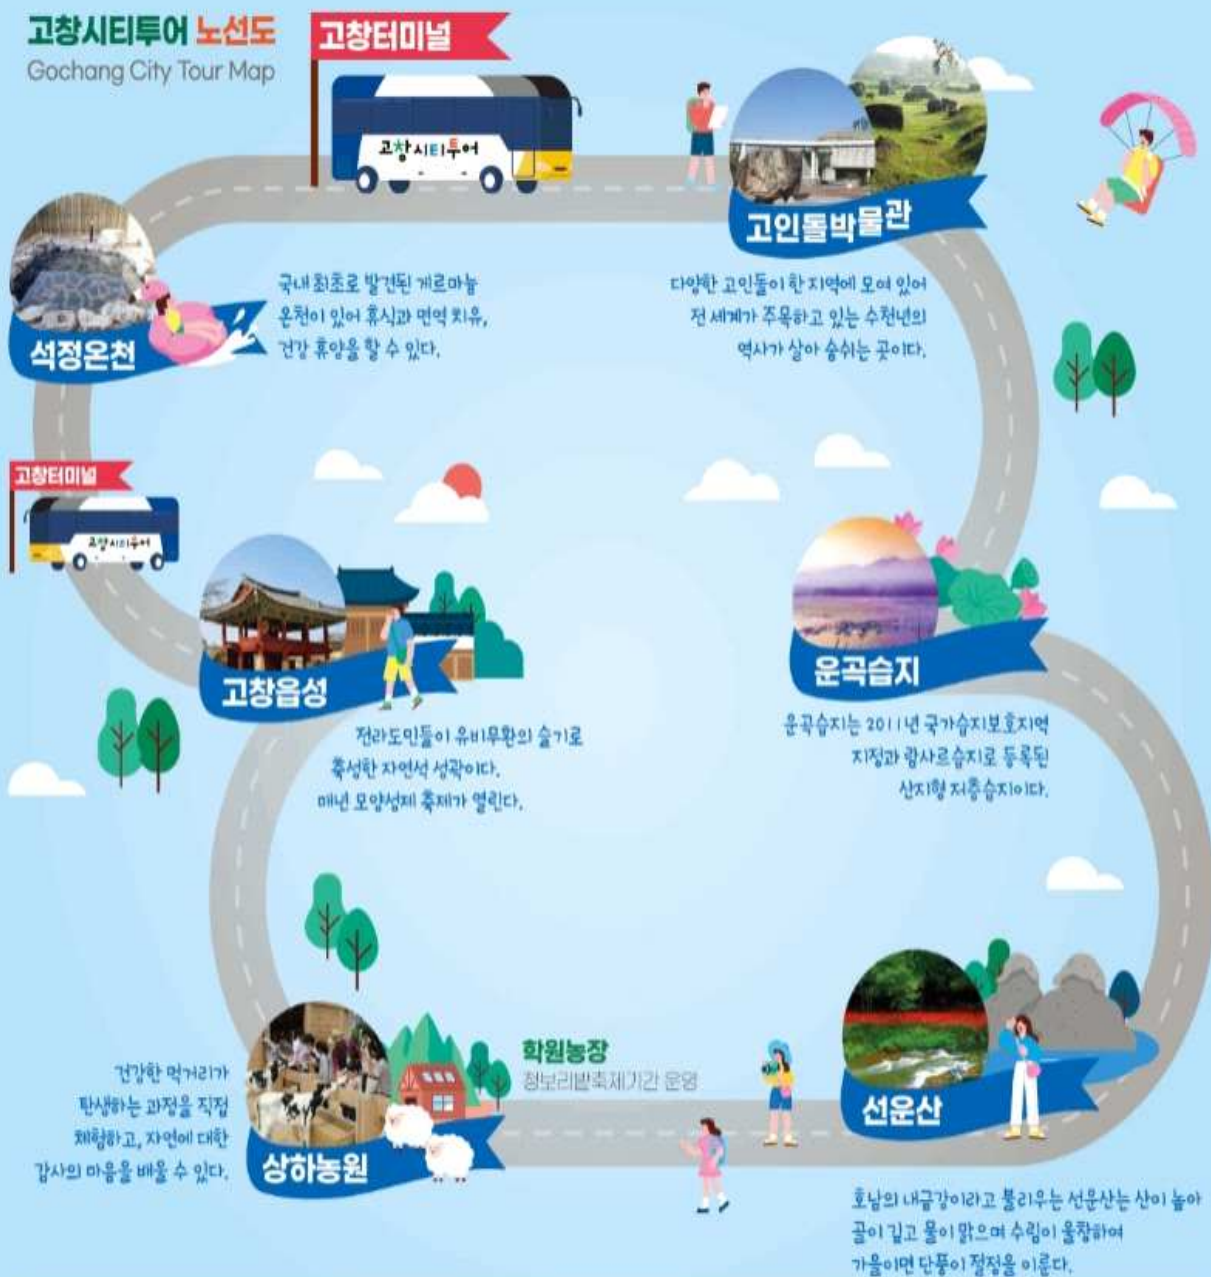 고창시티투어 노선도
Gochang City Tour Map
고창터미널
고창시티투어
고인돌박물관
다양한 고인돌이 한 지역에 모여 있어
전 세계가 주목하고 있는 수천년의
역사가 살아 숨쉬는 곳이다.
석정온천
국내 최초로 발견된 게르마늄
온천이 있어 휴식과 면역 치유,
건강 휴양을 할 수 있다.
고창터미널
고창시티투어
고창읍성
전라도민들이 유비무환의 슬기로
축성한 자연석 성곽이다.
매년 모양성제 축제가 열린다.
운곡습지
운곡습지는 2011년 국가습지보호지역
지정과 람사르습지로 등록된
산지형 저층습지이다.
상하농원
건강한 먹거리가
탄생하는 과정을 직접
체험하고, 자연에 대한
감사의 마음을 배울 수 있다.
학원농장
청보리밭축제기간 운영
선운산
호남의 내금강이라고 불리우는 선운산는 산이 높아
골이 깊고 물이 맑으며 수림이 울창하여
가을이면 단풍이 절정을 이룬다.